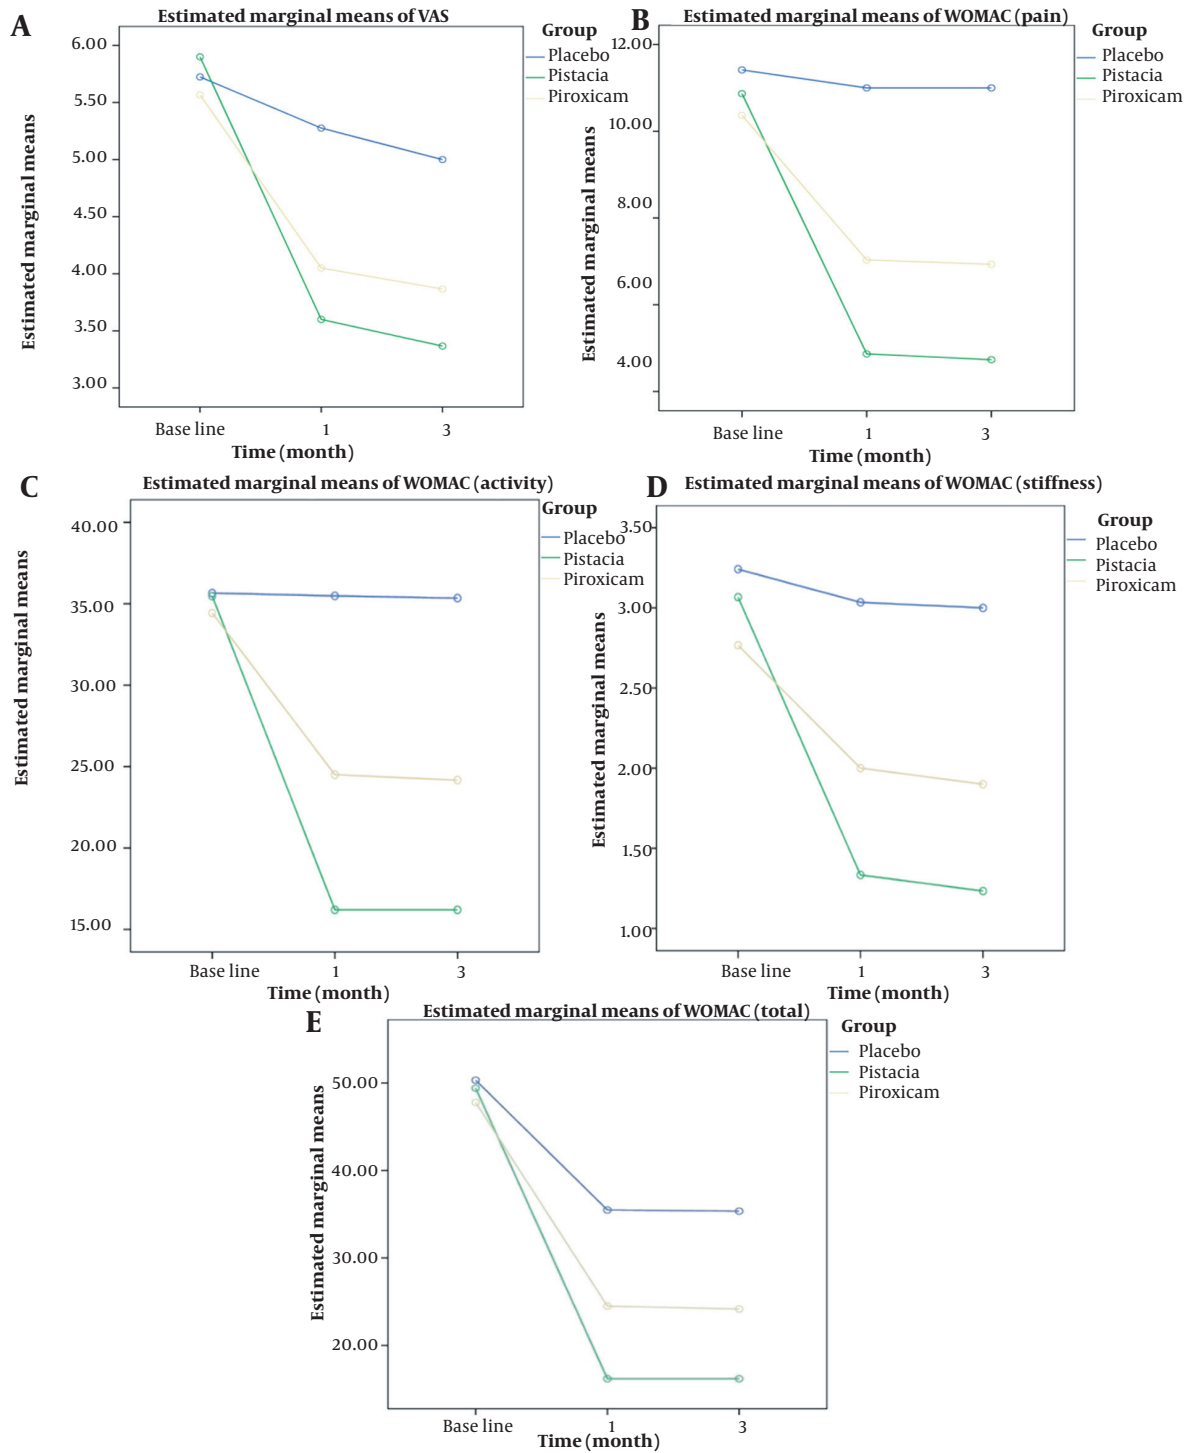 A
Estimated marginal means of VAS
Group
Placebo
Pistacia
Piroxicam
Estimated marginal means
6.00
5.50
5.00
4.50
4.00
3.50
3.00
Base line
1
3
Time (month)
B
Estimated marginal means of WOMAC (pain)
Group
Placebo
Pistacia
Piroxicam
Estimated marginal means
12.00
10.00
8.00
6.00
4.00
Base line
1
3
Time (month)
C
Estimated marginal means of WOMAC (activity)
Group
Placebo
Pistacia
Piroxicam
Estimated marginal means
40.00
35.00
30.00
25.00
20.00
15.00
Base line
1
3
Time (month)
D
Estimated marginal means of WOMAC (stiffness)
Group
Placebo
Pistacia
Piroxicam
Estimated marginal means
3.50
3.00
2.50
2.00
1.50
1.00
Base line
1
3
Time (month)
E
Estimated marginal means of WOMAC (total)
Group
Placebo
Pistacia
Piroxicam
Estimated marginal means
50.00
40.00
30.00
20.00
Base line
1
3
Time (month)